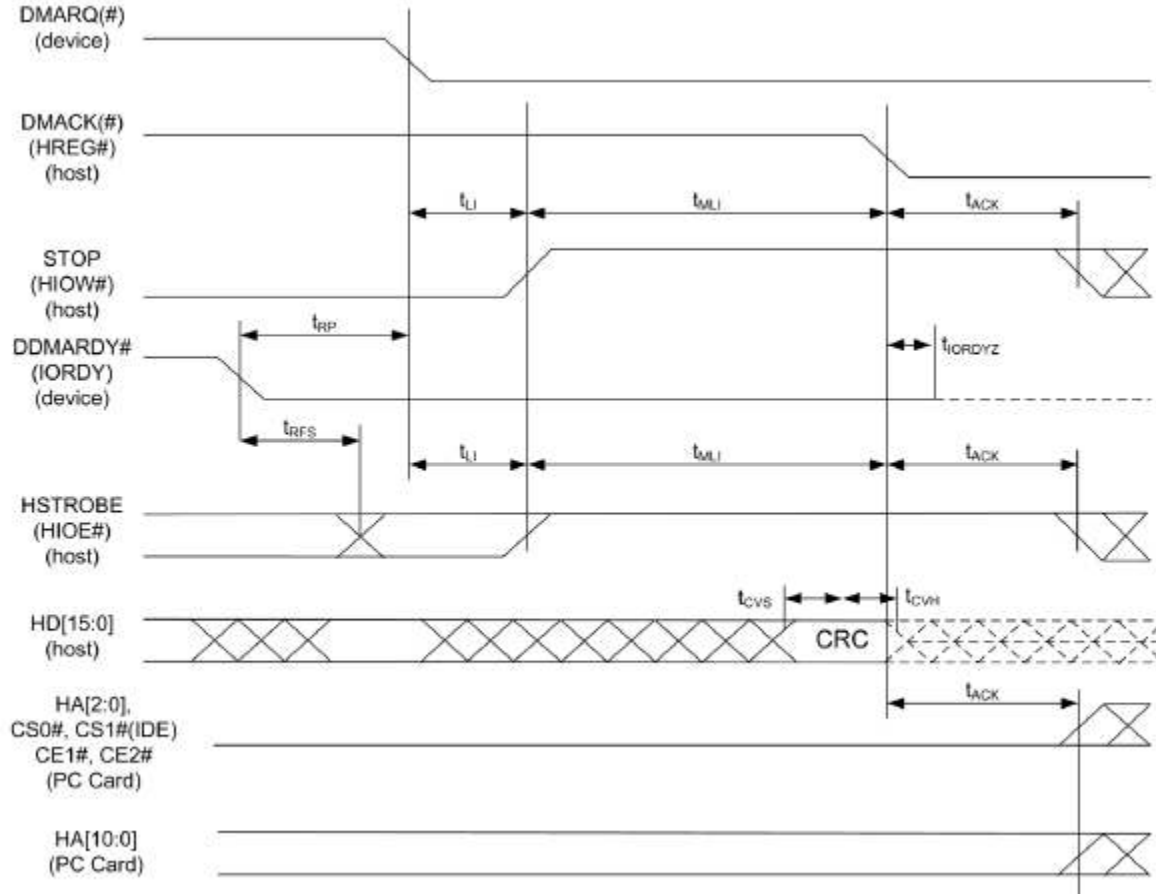 DMARQ(#)
(device)
DMACK(#)
(HREG#)
(host)
tLI
tMLI
tACK
STOP
(HIOW#)
(host)
tRP
DDMARDY#
(IORDY)
(device)
tIORDYZ
tRFS
tLI
tMLI
tACK
HSTROBE
(HIOE#)
(host)
tCVS
tCVH
HD[15:0]
(host)
CRC
tACK
HA[2:0],
CS0#, CS1#(IDE)
CE1#, CE2#
(PC Card)
HA[10:0]
(PC Card)